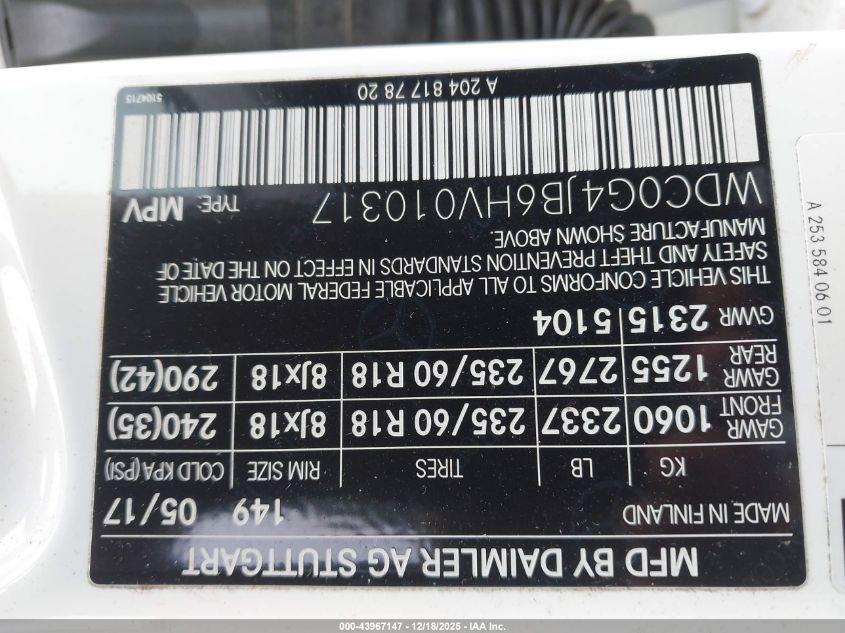 MFD BY DAIMLER AG STUTTGART
MADE IN FINLAND 149 05/17
KG LB TIRES RIM SIZE COLD KPA (PSI)
GAWR FRONT 1060 2337 235/60 R18 8Jx18 240(35)
GAWR REAR 1255 2767 235/60 R18 8Jx18 290(42)
GVWR 2315 5104
THIS VEHICLE CONFORMS TO ALL APPLICABLE FEDERAL MOTOR VEHICLE
SAFETY AND THEFT PREVENTION STANDARDS IN EFFECT ON THE DATE OF
MANUFACTURE SHOWN ABOVE.
WDC0G4JB6HV010317 TYPE: MPV
A 204 817 78 20
5104715
A 253 584 06 01
000-43967147 - 12/18/2025 - IAA Inc.